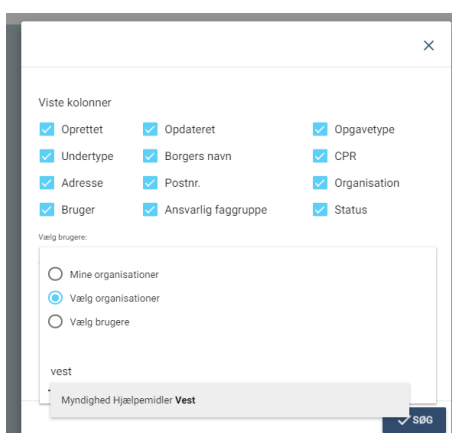 Viste kolonner
Oprettet Opdateret Opgavetype
Undertype Borgers navn CPR
Adresse Postnr. Organisation
Bruger Ansvarlig faggruppe Status
Vælg brugere:
Mine organisationer
Vælg organisationer
Vælg brugere
vest
Myndighed Hjælpemidler Vest
SØG